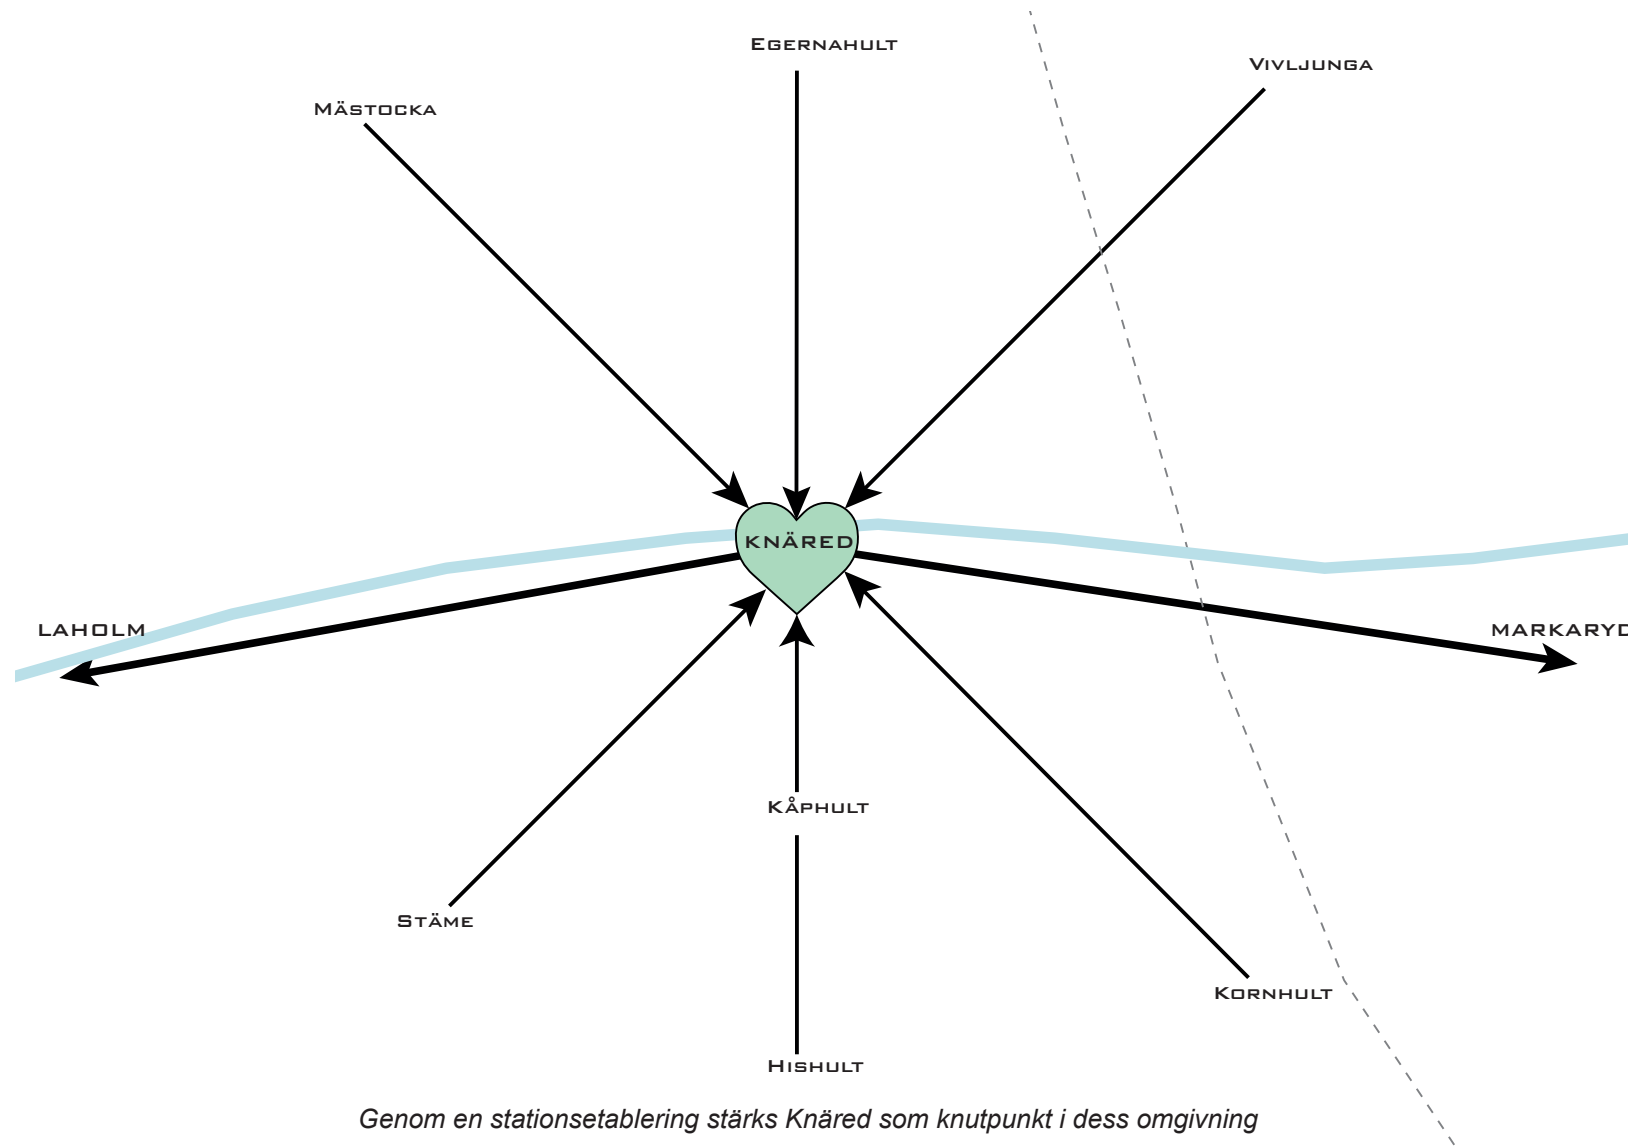 Egernahult
Vivljunga
Mästocka
KNÄRED
LAHOLM
MARKARYD
Kåphult
Stäme
Kornhult
Hishult
Genom en stationsetablering stärks Knäred som knutpunkt i dess omgivning